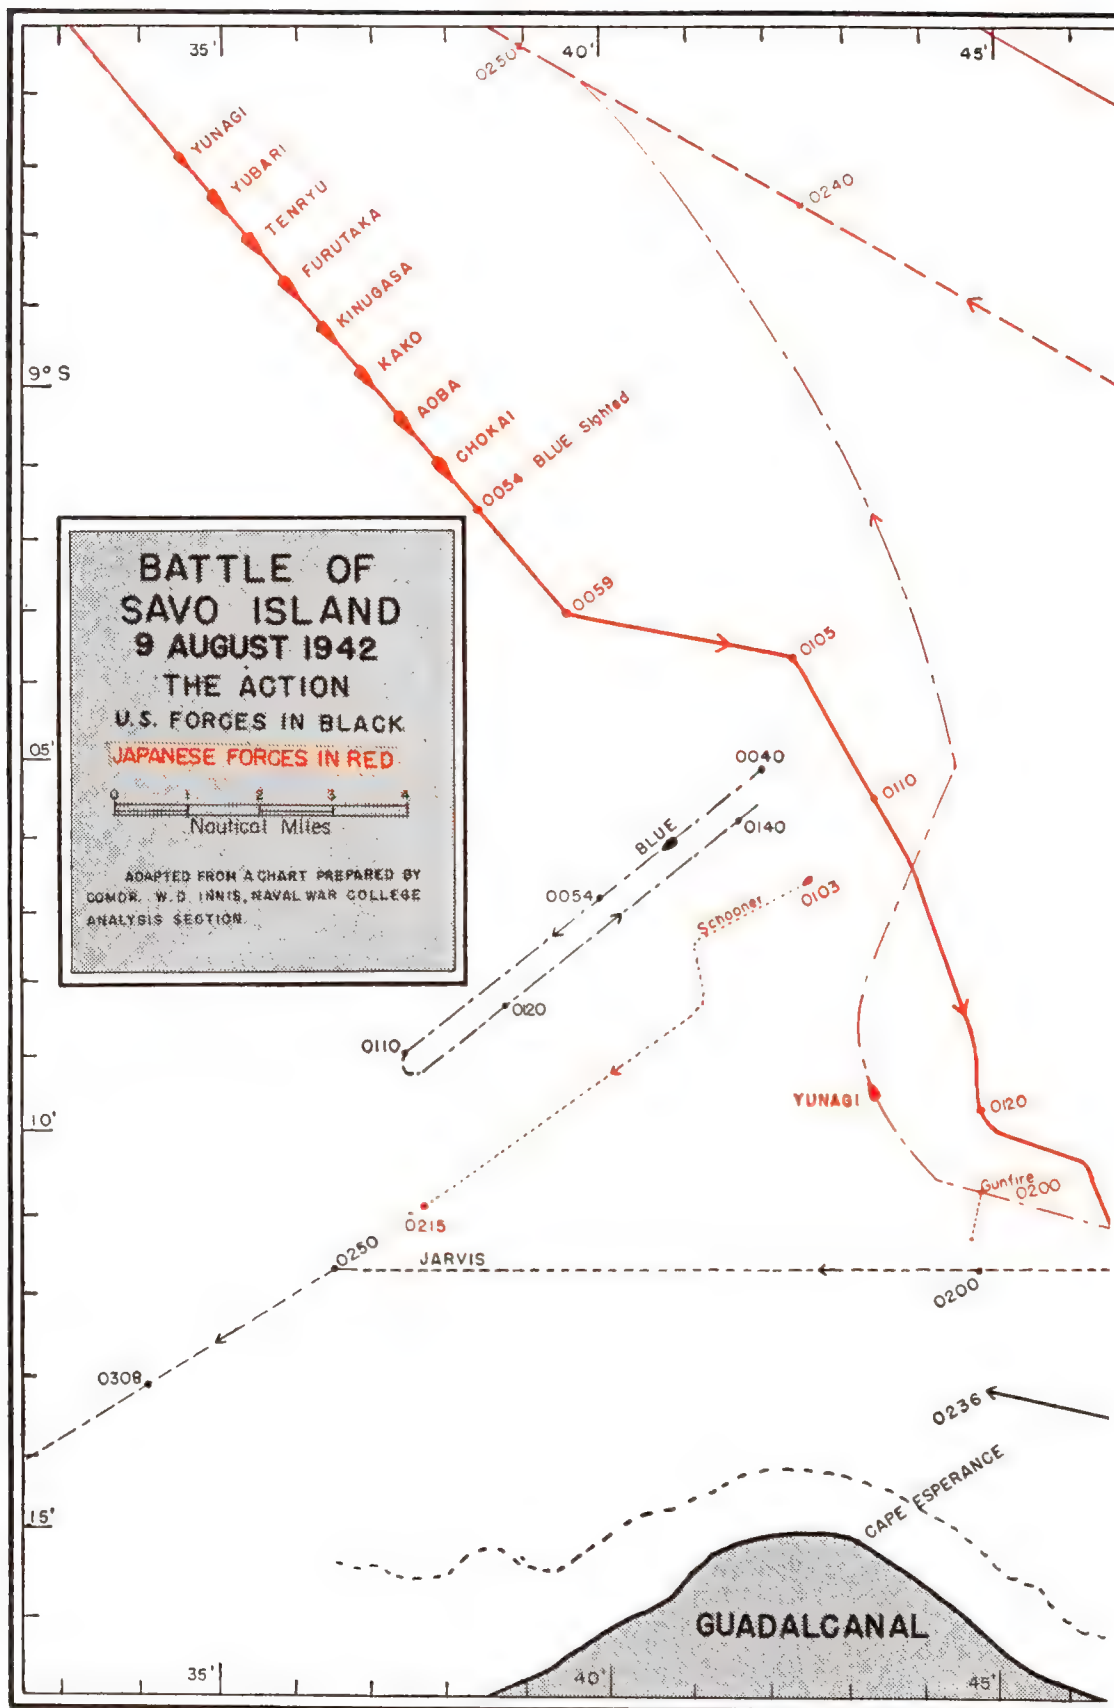 35'
40'
45'
0250
0240
YUNAGI
YUBARI
TENRYU
FURUTAKA
KINUGASA
KAKO
AOBA
CHOKAI
0054 BLUE Sighted
9° S
BATTLE OF
SAVO ISLAND
9 AUGUST 1942
THE ACTION
U.S. FORCES IN BLACK
JAPANESE FORCES IN RED
0 1 2 3 4
Nautical Miles
ADAPTED FROM A CHART PREPARED BY
COMDR. W. D. INNIS, NAVAL WAR COLLEGE
ANALYSIS SECTION.
0059
0105
05'
0040
0110
BLUE
0140
0054
0103
Schooner
0120
0110
YUNAGI
0120
10'
Gunfire
0200
0215
0250
JARVIS
0200
0308
0236
CAPE ESPERANCE
15'
GUADALCANAL
35'
40'
45'